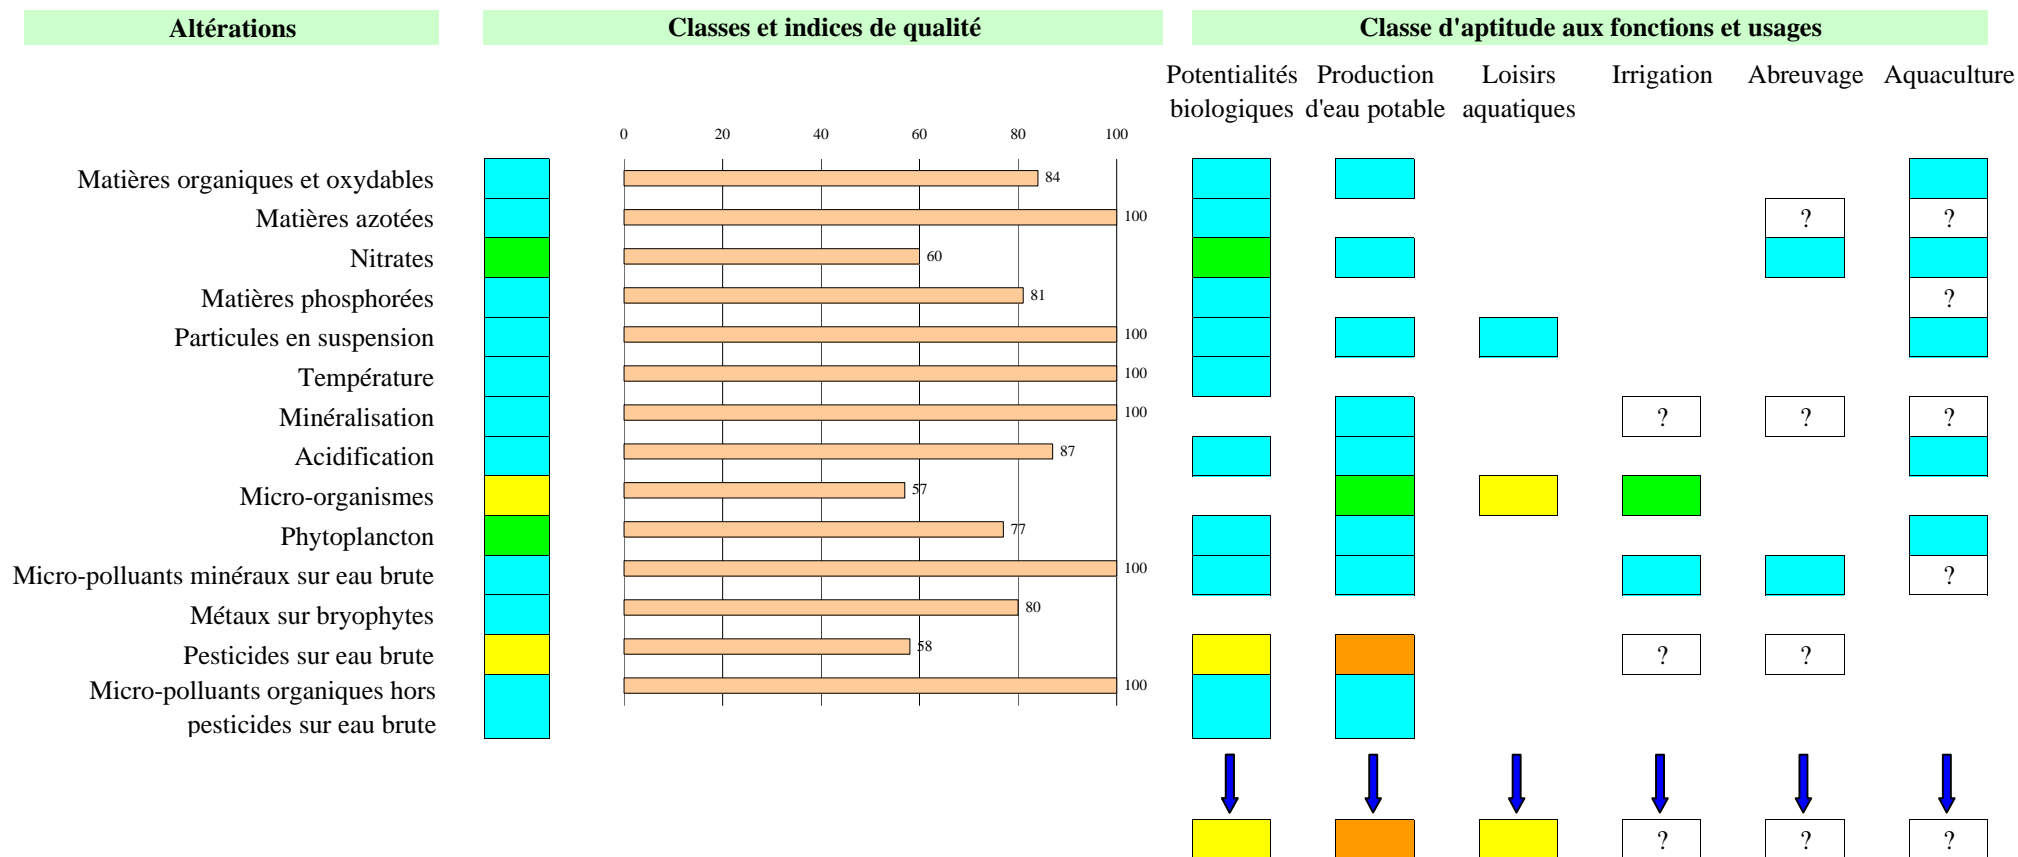 Altérations
Classes et indices de qualité
Classe d'aptitude aux fonctions et usages
Potentialités biologiques
Production d'eau potable
Loisirs aquatiques
Irrigation
Abreuvage
Aquaculture
0 20 40 60 80 100
Matières organiques et oxydables 84
Matières azotées 100 ? ?
Nitrates 60
Matières phosphorées 81 ?
Particules en suspension 100
Température 100
Minéralisation 100 ? ? ?
Acidification 87
Micro-organismes 57
Phytoplancton 77
Micro-polluants minéraux sur eau brute 100 ?
Métaux sur bryophytes 80
Pesticides sur eau brute 58 ? ?
Micro-polluants organiques hors 100
pesticides sur eau brute
? ? ?